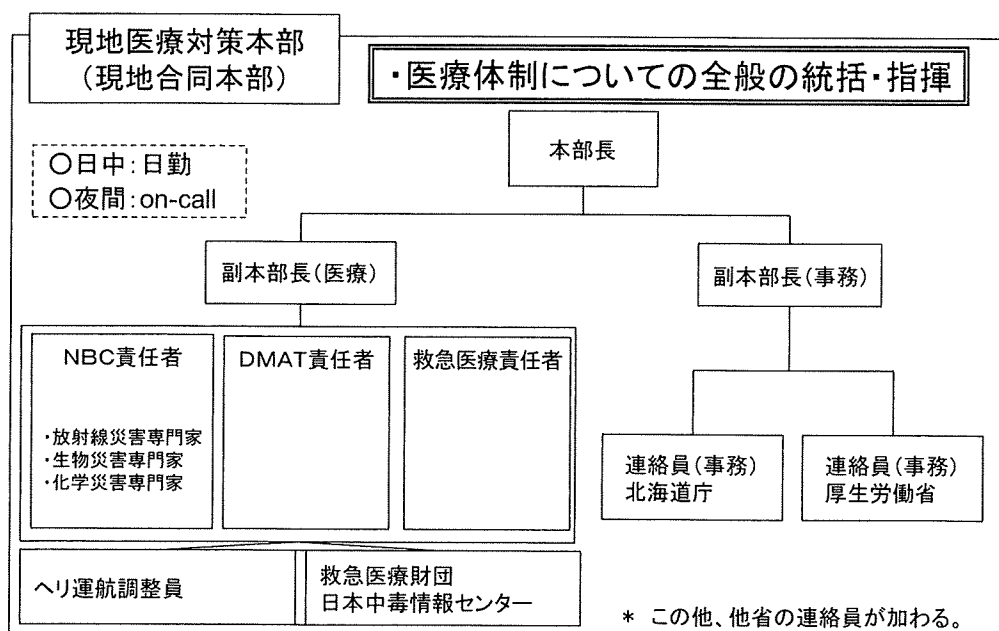 現地医療対策本部
(現地合同本部)
・医療体制についての全般の統括・指揮
○日中:日勤
○夜間:on-call
本部長
副本部長(医療)
副本部長(事務)
NBC責任者
・放射線災害専門家
・生物災害専門家
・化学災害専門家
DMAT責任者
救急医療責任者
連絡員(事務)
北海道庁
連絡員(事務)
厚生労働省
ヘリ運航調整員
救急医療財団
日本中毒情報センター
* この他、他省の連絡員が加わる。